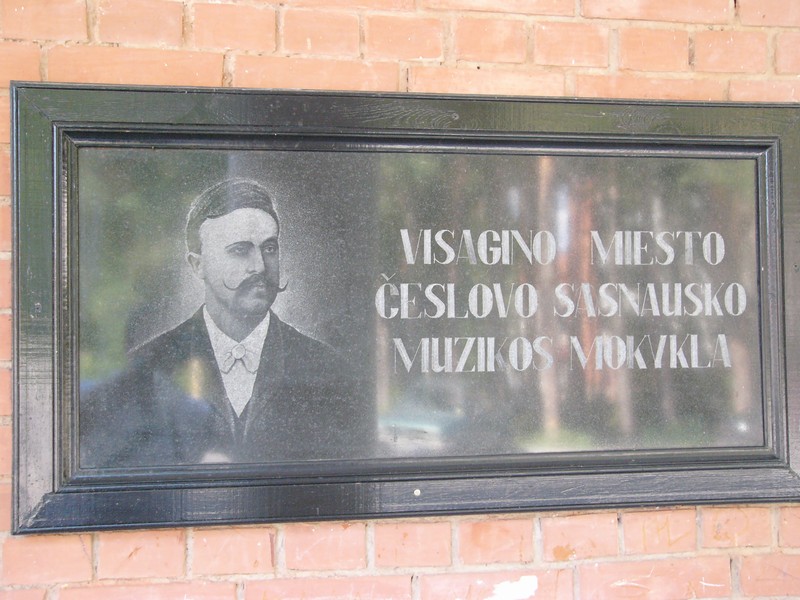 VISAGINO MIESTO
ČESLOVO SASNAUSKO
MUZIKOS MOKYKLA